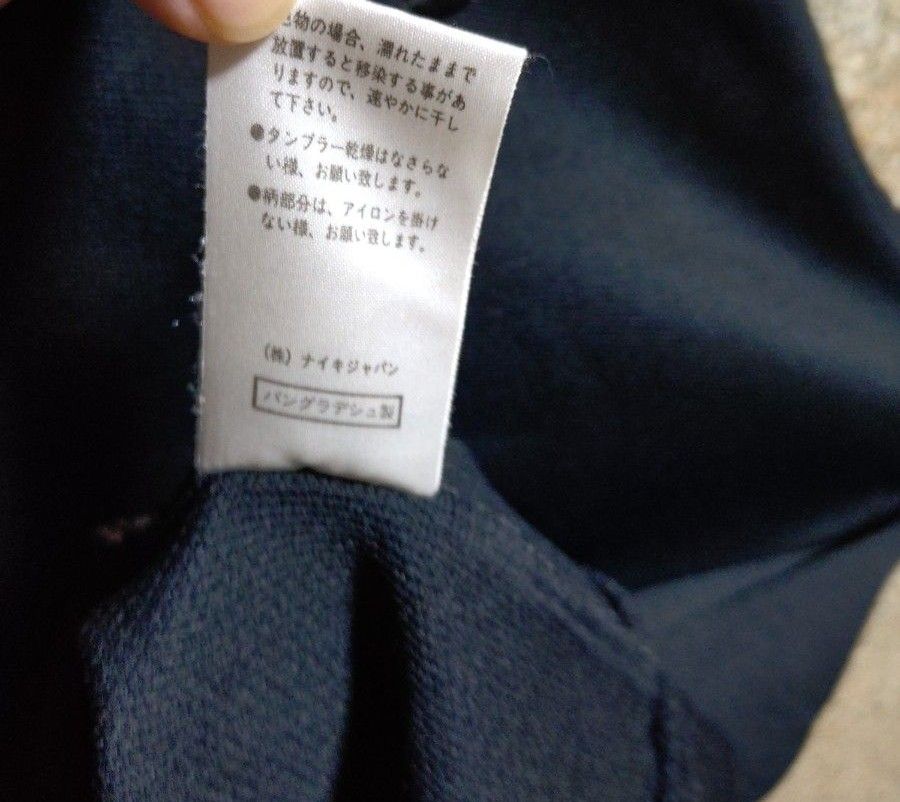 色物の場合、濡れたままで
放置すると移染する事があ
りますので、速やかに干し
て下さい。
●タンブラー乾燥はなさらな
い様、お願い致します。
●柄部分は、アイロンを掛け
ない様、お願い致します。
(株) ナイキジャパン
バングラデシュ製